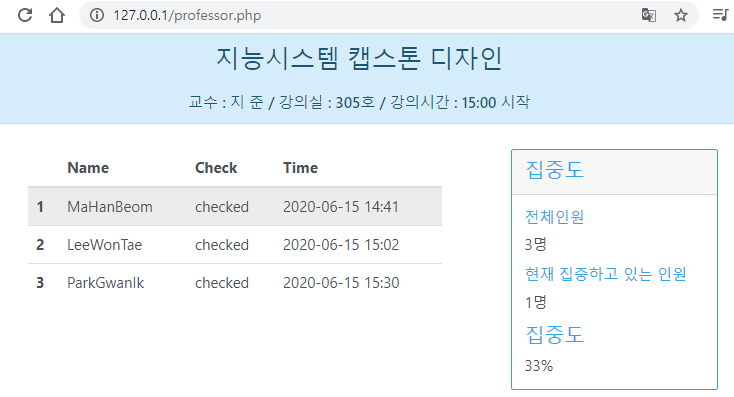 127.0.0.1/professor.php
지능시스템 캡스톤 디자인
교수 : 지 준 / 강의실 : 305호 / 강의시간 : 15:00 시작
Name Check Time
1 MaHanBeom checked 2020-06-15 14:41
2 LeeWonTae checked 2020-06-15 15:02
3 ParkGwanIk checked 2020-06-15 15:30
집중도
전체인원
3명
현재 집중하고 있는 인원
1명
집중도
33%